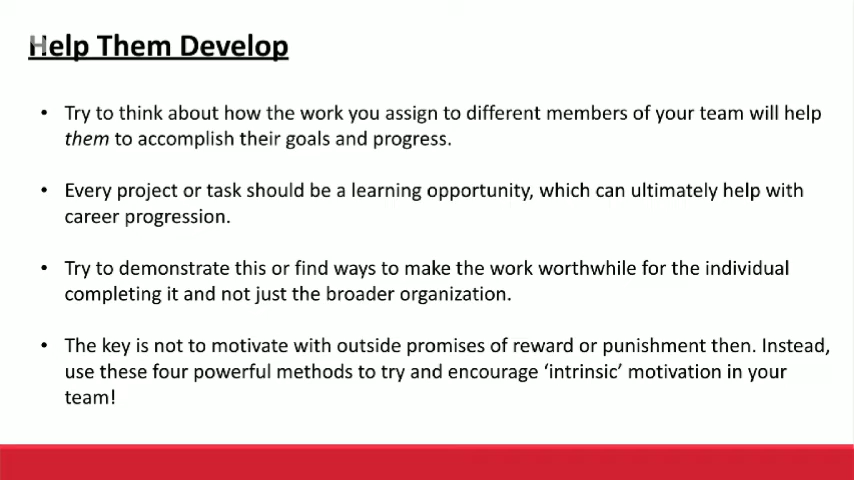 Help Them Develop
• Try to think about how the work you assign to different members of your team will help
them to accomplish their goals and progress.
• Every project or task should be a learning opportunity, which can ultimately help with
career progression.
• Try to demonstrate this or find ways to make the work worthwhile for the individual
completing it and not just the broader organization.
• The key is not to motivate with outside promises of reward or punishment then. Instead,
use these four powerful methods to try and encourage ‘intrinsic’ motivation in your
team!